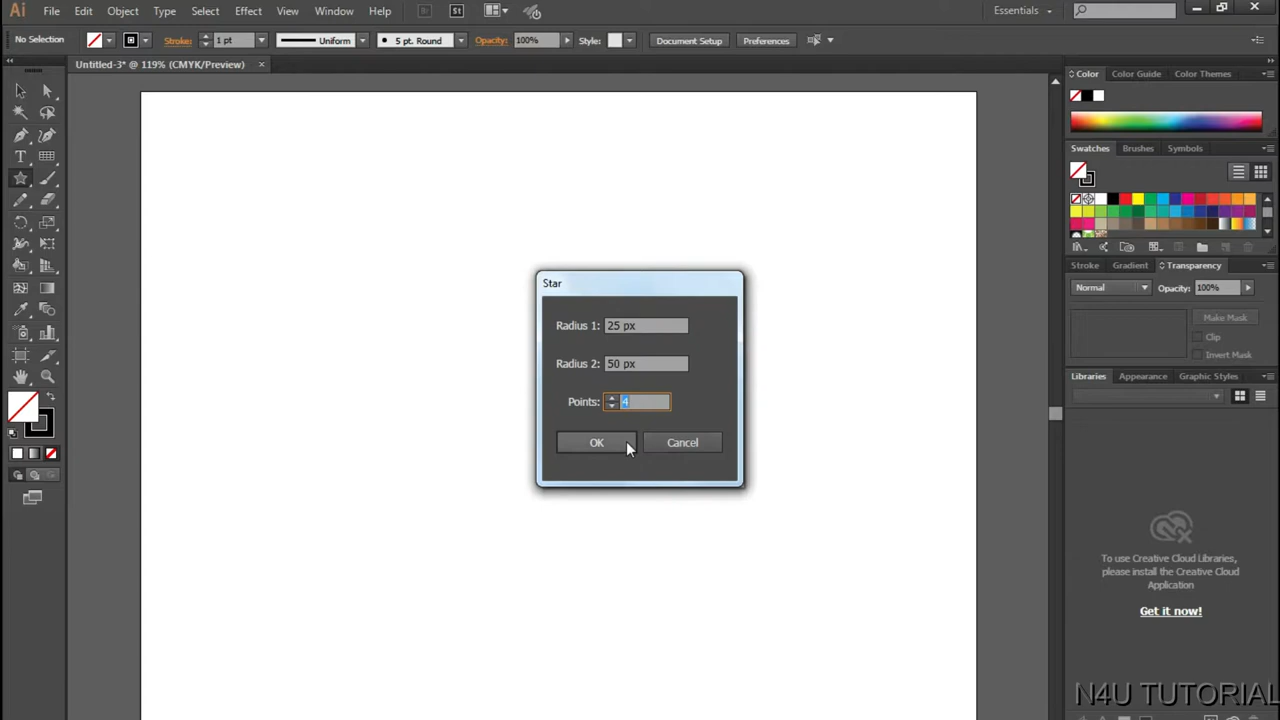 Ai File Edit Object Type Select Effect View Window Help Br St Essentials
No Selection Stroke: 1 pt Uniform 5 pt. Round Opacity: 100% Style: Document Setup Preferences
Untitled-3* @ 119% (CMYK/Preview)
Color Color Guide Color Themes
Swatches Brushes Symbols
Stroke Gradient Transparency
Normal Opacity: 100%
Make Mask
Clip
Invert Mask
Libraries Appearance Graphic Styles
To use Creative Cloud Libraries,
please install the Creative Cloud
Application
Get it now!
Star
Radius 1: 25 px
Radius 2: 50 px
Points: 4
OK Cancel
N4U TUTORIAL